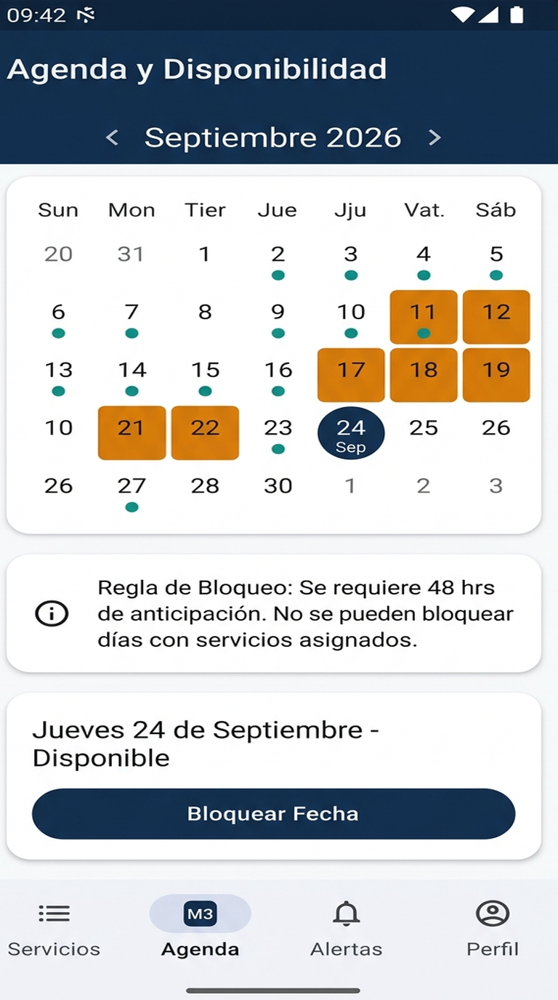 09:42
Agenda y Disponibilidad
< Septiembre 2026 >
Sun Mon Tier Jue Jju Vat. Sáb
20 31 1 2 3 4 5
6 7 8 9 10 11 12
13 14 15 16 17 18 19
10 21 22 23 24 25 26
Sep
26 27 28 30 1 2 3
Regla de Bloqueo: Se requiere 48 hrs
de anticipación. No se pueden bloquear
días con servicios asignados.
Jueves 24 de Septiembre -
Disponible
Bloquear Fecha
M3
Servicios Agenda Alertas Perfil